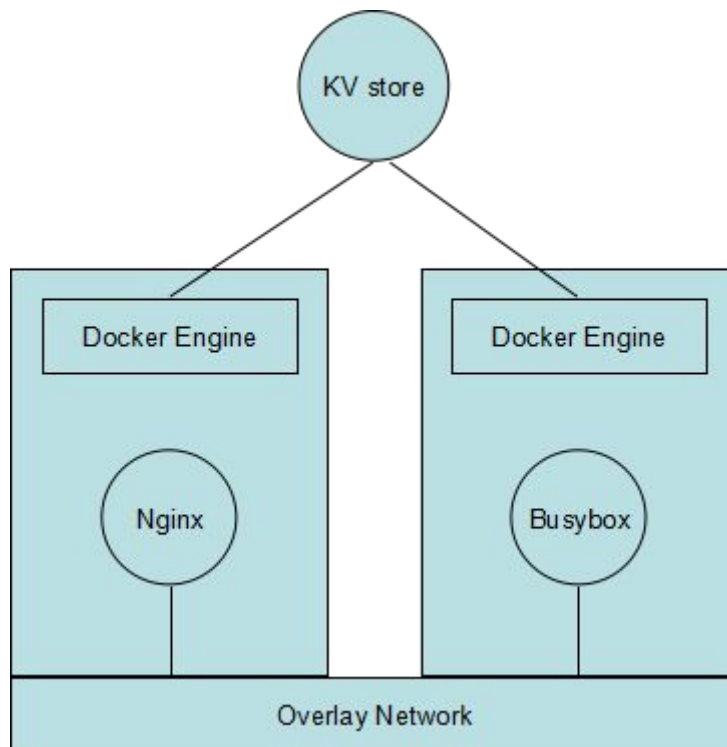 KV store
Docker Engine
Docker Engine
Nginx
Busybox
Overlay Network